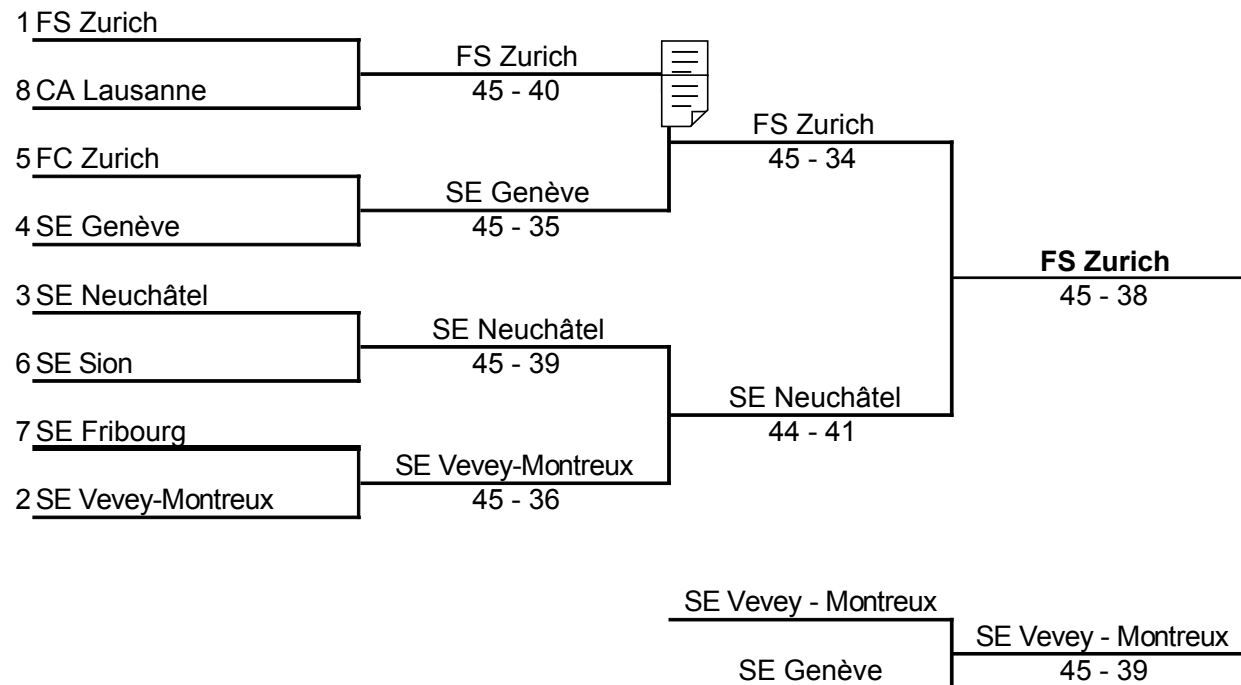 1 FS Zurich
FS Zurich
8 CA Lausanne
45 - 40
FS Zurich
5 FC Zurich
45 - 34
SE Genève
4 SE Genève
45 - 35
FS Zurich
3 SE Neuchâtel
45 - 38
SE Neuchâtel
6 SE Sion
45 - 39
SE Neuchâtel
7 SE Fribourg
44 - 41
SE Vevey-Montreux
2 SE Vevey-Montreux
45 - 36
SE Vevey - Montreux
SE Vevey - Montreux
SE Genève
45 - 39